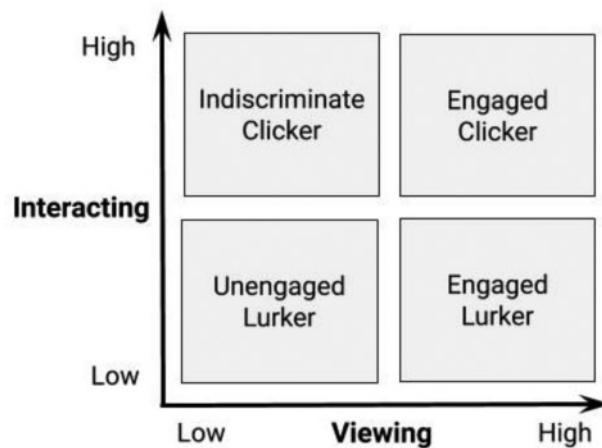 High
Indiscriminate
Clicker
Engaged
Clicker
Interacting
Unengaged
Lurker
Engaged
Lurker
Low
Low Viewing High